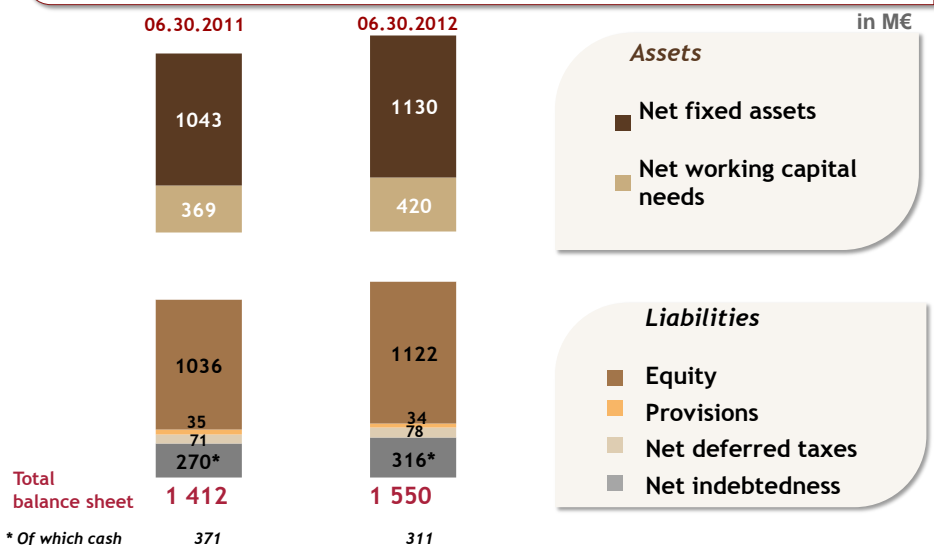 06.30.2011
06.30.2012
in M€
1043
369
1130
420
Assets
Net fixed assets
Net working capital
needs
1036
35
71
270*
1122
34
78
316*
Liabilities
Equity
Provisions
Net deferred taxes
Net indebtedness
Total
balance sheet
1 412
1 550
* Of which cash 371 311